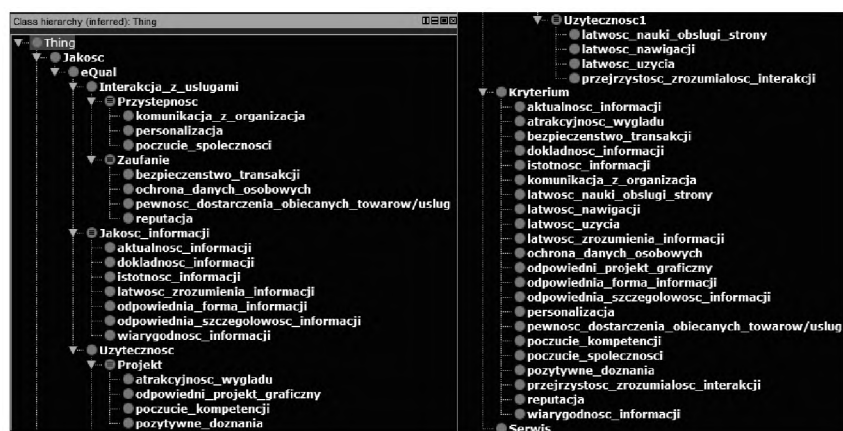 Class hierarchy (inferred): Thing
Thing
Jakosc
eQual
Interakcja_z_uslugami
Przystepnosc
komunikacja_z_organizacja
personalizacja
poczucie_spolecznosci
Zaufanie
bezpieczenstwo_transakcji
ochrona_danych_osobowych
pewnosc_dostarczenia_obiecanych_towarow/uslug
reputacja
Jakosc_informacji
aktualnosc_informacji
dokladnosc_informacji
istotnosc_informacji
latwosc_zrozumienia_informacji
odpowiednia_forma_informacji
odpowiednia_szczegolowosc_informacji
wiarygodnosc_informacji
Uzytecznosc
Projekt
atrakcyjnosc_wygladu
odpowiedni_projekt_graficzny
poczucie_kompetencji
pozytywne_doznania
Uzytecznosc1
latwosc_nauki_obslugi_strony
latwosc_nawigacji
latwosc_uzycia
przejrzystosc_zrozumialosc_interakcji
Kryterium
aktualnosc_informacji
atrakcyjnosc_wygladu
bezpieczenstwo_transakcji
dokladnosc_informacji
istotnosc_informacji
komunikacja_z_organizacja
latwosc_nauki_obslugi_strony
latwosc_nawigacji
latwosc_uzycia
latwosc_zrozumienia_informacji
ochrona_danych_osobowych
odpowiedni_projekt_graficzny
odpowiednia_forma_informacji
odpowiednia_szczegolowosc_informacji
personalizacja
pewnosc_dostarczenia_obiecanych_towarow/uslug
poczucie_kompetencji
poczucie_spolecznosci
pozytywne_doznania
przejrzystosc_zrozumialosc_interakcji
reputacja
wiarygodnosc_informacji
Serwis